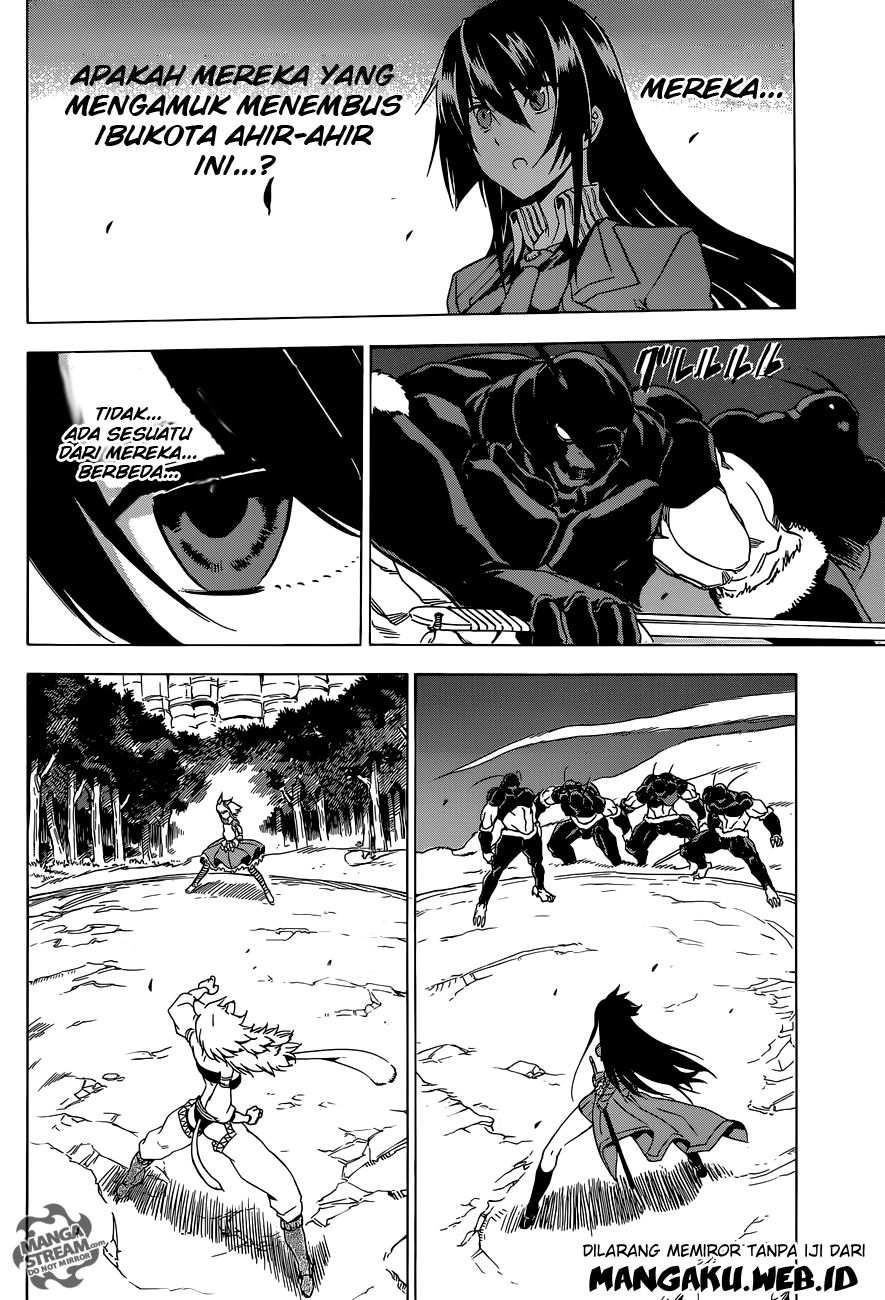 MEREKA...
APAKAH MEREKA YANG
MENGAMUK MENEMBUS
IBUKOTA AHIR-AHIR
INI...?
グルルルル
TIDAK...
ADA SESUATU
DARI MEREKA...
BERBEDA...
MANGA
STREAM.com
DO NOT MIRROR!
DILARANG MEMIROR TANPA IJI DARI
MANGAKU.WEB.ID